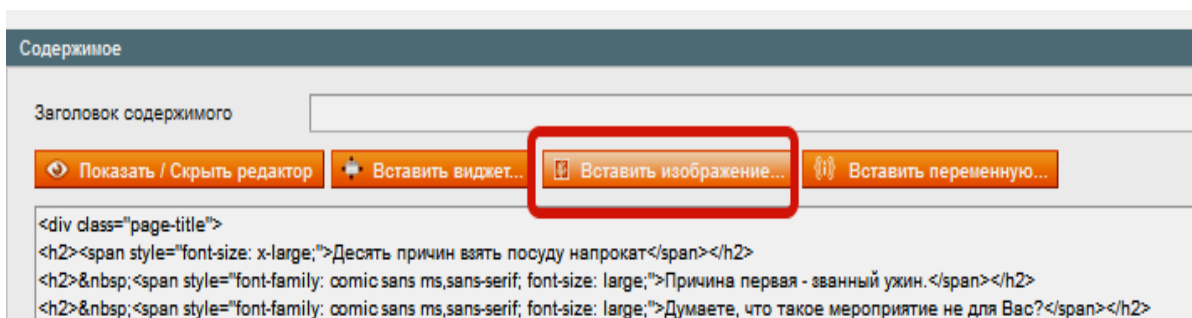 Содержимое
Заголовок содержимого
Показать / Скрыть редактор Вставить виджет... Вставить изображение... Вставить переменную...
<div class="page-title">
<h2><span style="font-size: x-large;">Десять причин взять посуду напрокат</span></h2>
<h2>&nbsp;<span style="font-family: comic sans ms,sans-serif; font-size: large;">Причина первая - званный ужин.</span></h2>
<h2>&nbsp;<span style="font-family: comic sans ms,sans-serif; font-size: large;">Думаете, что такое мероприятие не для Вас?</span></h2>